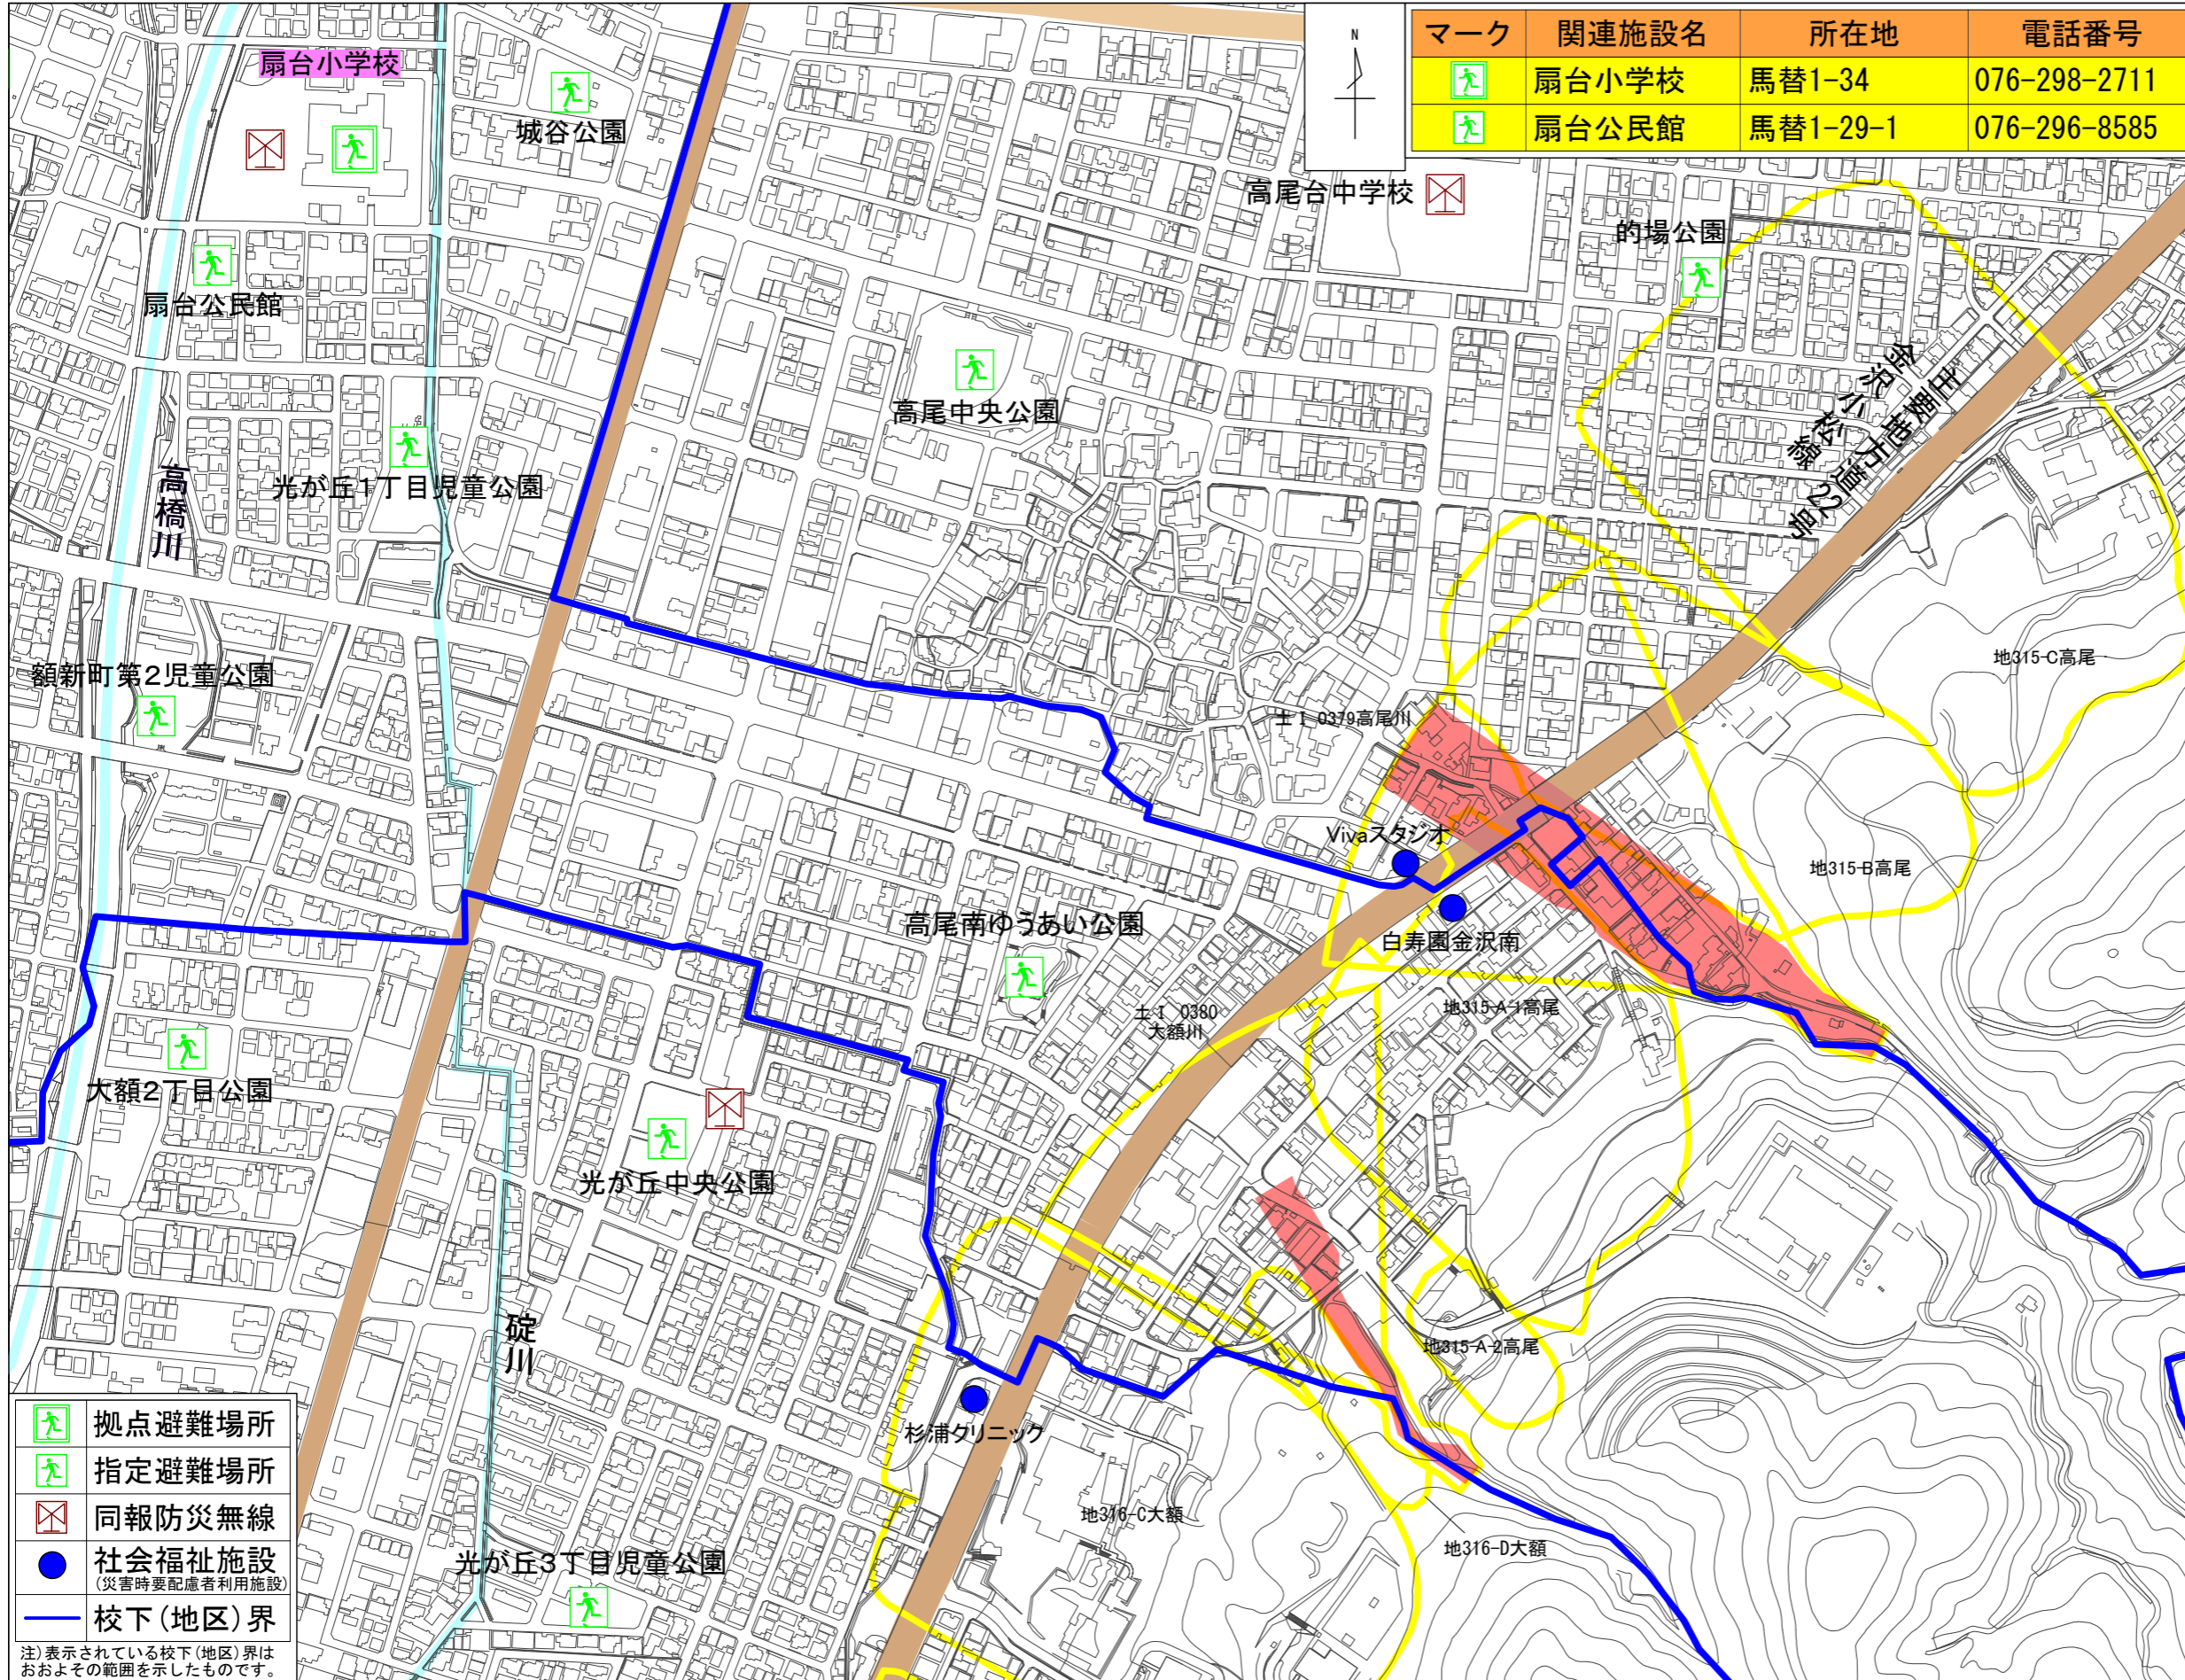 マーク 関連施設名 所在地 電話番号
扇台小学校 馬替1-34 076-298-2711
扇台公民館 馬替1-29-1 076-296-8585
N
扇台小学校
城谷公園
高尾台中学校
的場公園
扇台公民館
高尾中央公園
主要地方道22号
金沢小松線
高橋川
光が丘1丁目児童公園
額新町第2児童公園
地315-C高尾
土Ⅰ 0379高尾川
Vivaスタジオ
地315-B高尾
高尾南ゆうあい公園
白寿園金沢南
地315-A-1高尾
土Ⅰ 0380
大額川
大額2丁目公園
光が丘中央公園
碇川
地315-A-2高尾
杉浦クリニック
地316-C大額
地316-D大額
光が丘3丁目児童公園
拠点避難場所
指定避難場所
同報防災無線
社会福祉施設
(災害時要配慮者利用施設)
校下(地区)界
注)表示されている校下(地区)界は
おおよその範囲を示したものです。